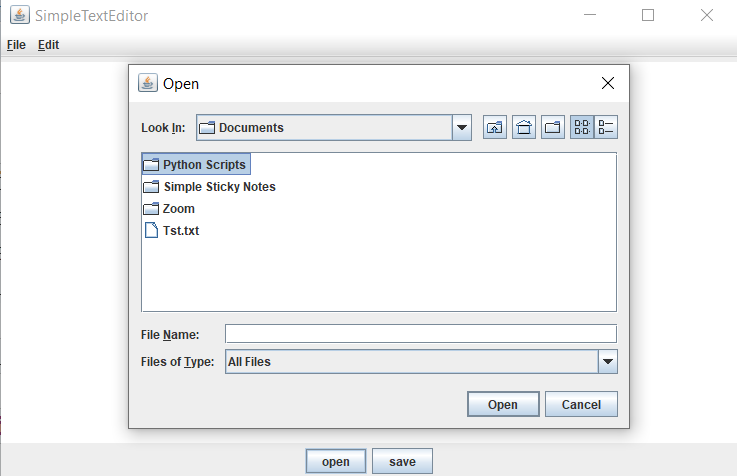 SimpleTextEditor
File Edit
Open
Look In: Documents
Python Scripts
Simple Sticky Notes
Zoom
Tst.txt
File Name:
Files of Type: All Files
Open Cancel
open save